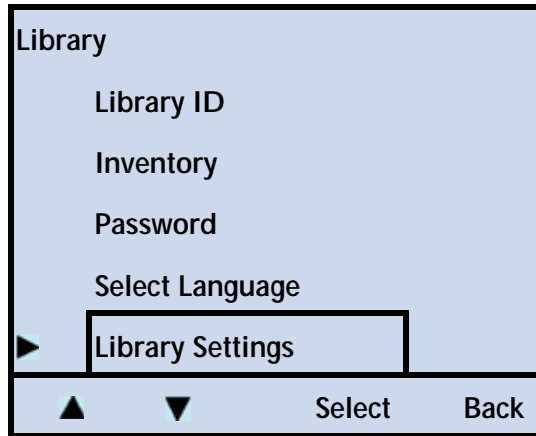 Library
Library ID
Inventory
Password
Select Language
Library Settings
Select Back